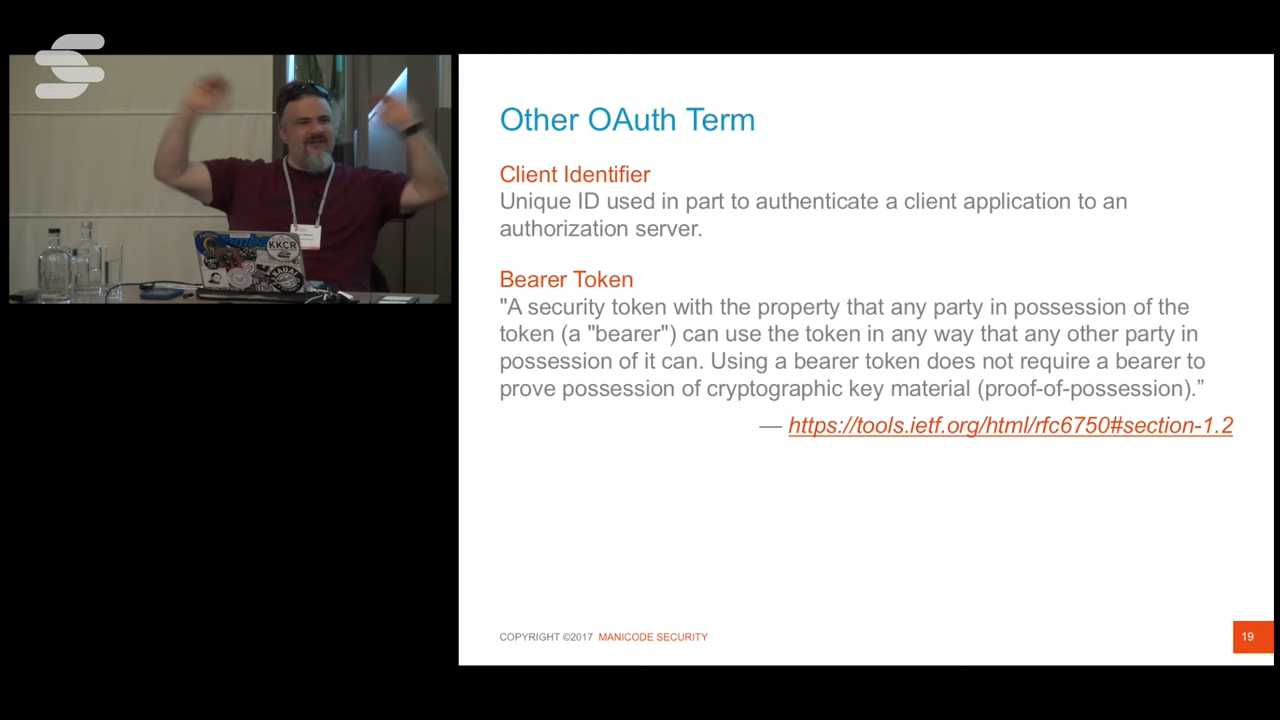 Other OAuth Term
Client Identifier
Unique ID used in part to authenticate a client application to an
authorization server.
Bearer Token
"A security token with the property that any party in possession of the
token (a "bearer") can use the token in any way that any other party in
possession of it can. Using a bearer token does not require a bearer to
prove possession of cryptographic key material (proof-of-possession).”
— https://tools.ietf.org/html/rfc6750#section-1.2
COPYRIGHT ©2017 MANICODE SECURITY
19
KKCR
KAUAI